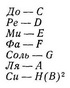 До — C
Ре — D
Ми — E
Фа — F
Соль — G
Ля — A
Си — H(B)²